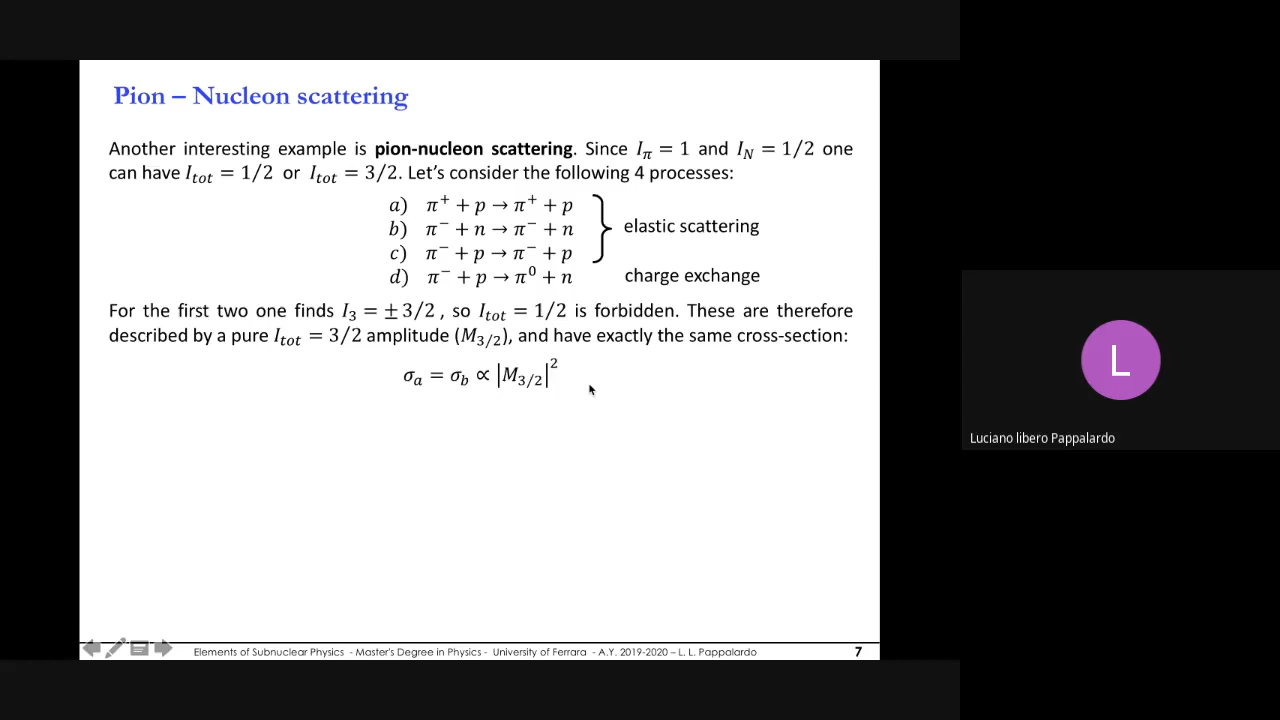 Pion – Nucleon scattering
Another interesting example is pion-nucleon scattering. Since I_π = 1 and I_N = 1/2 one
can have I_tot = 1/2 or I_tot = 3/2. Let's consider the following 4 processes:
a) π⁺ + p → π⁺ + p
b) π⁻ + n → π⁻ + n
elastic scattering
c) π⁻ + p → π⁻ + p
d) π⁻ + p → π⁰ + n
charge exchange
For the first two one finds I₃ = ± 3/2 , so I_tot = 1/2 is forbidden. These are therefore
described by a pure I_tot = 3/2 amplitude (M_3/2), and have exactly the same cross-section:
σ_a = σ_b ∝ |M_3/2|²
Elements of Subnuclear Physics - Master's Degree in Physics - University of Ferrara - A.Y. 2019-2020 – L. L. Pappalardo
7
L
Luciano libero Pappalardo